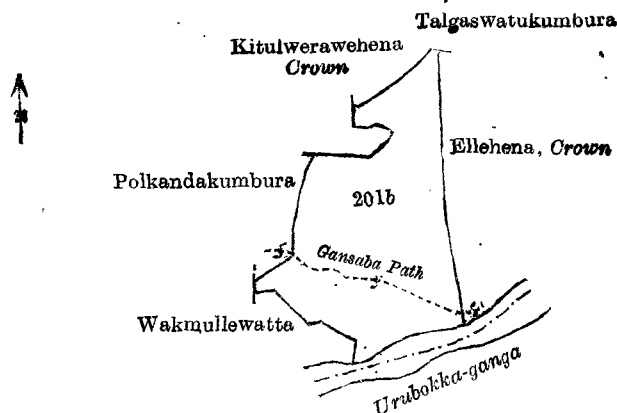 Talgaswatukumbura
Kitulwerawehena
Crown
Ellehena, Crown
Polkandakumbura
201b
Gansaba Path
Wakmullewatta
Urubokka-ganga